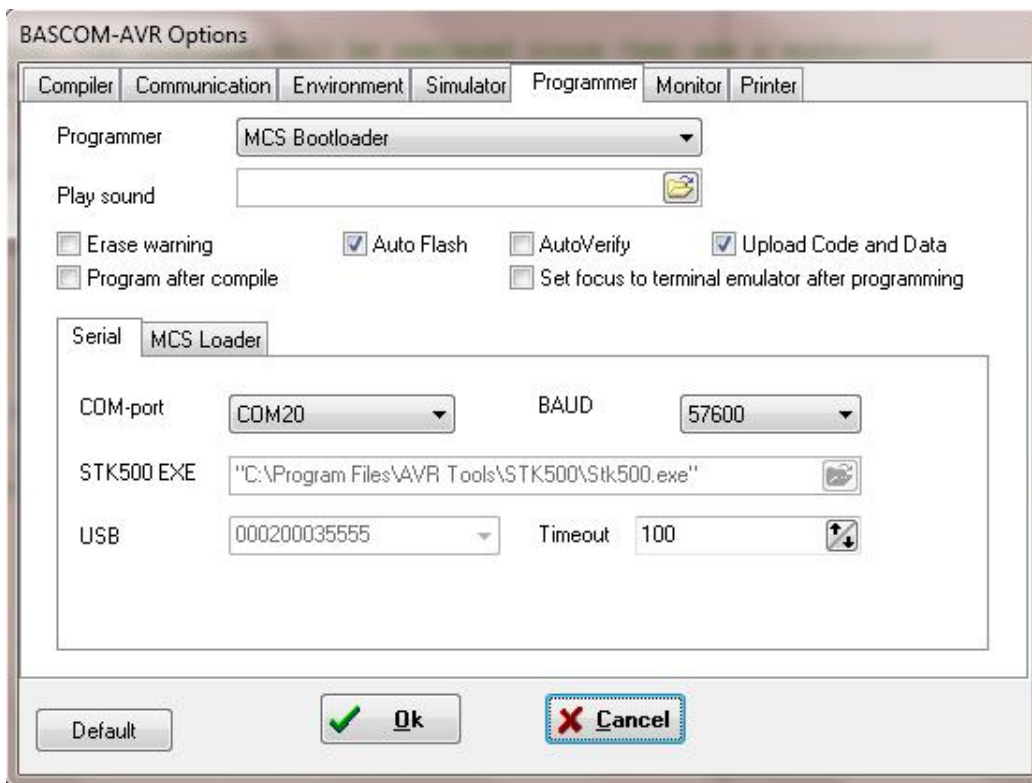 BASCOM-AVR Options
Compiler Communication Environment Simulator Programmer Monitor Printer
Programmer MCS Bootloader
Play sound
Erase warning Auto Flash AutoVerify Upload Code and Data
Program after compile Set focus to terminal emulator after programming
Serial MCS Loader
COM-port COM20 BAUD 57600
STK500 EXE "C:\Program Files\AVR Tools\STK500\Stk500.exe"
USB 000200035555 Timeout 100
Default Ok Cancel